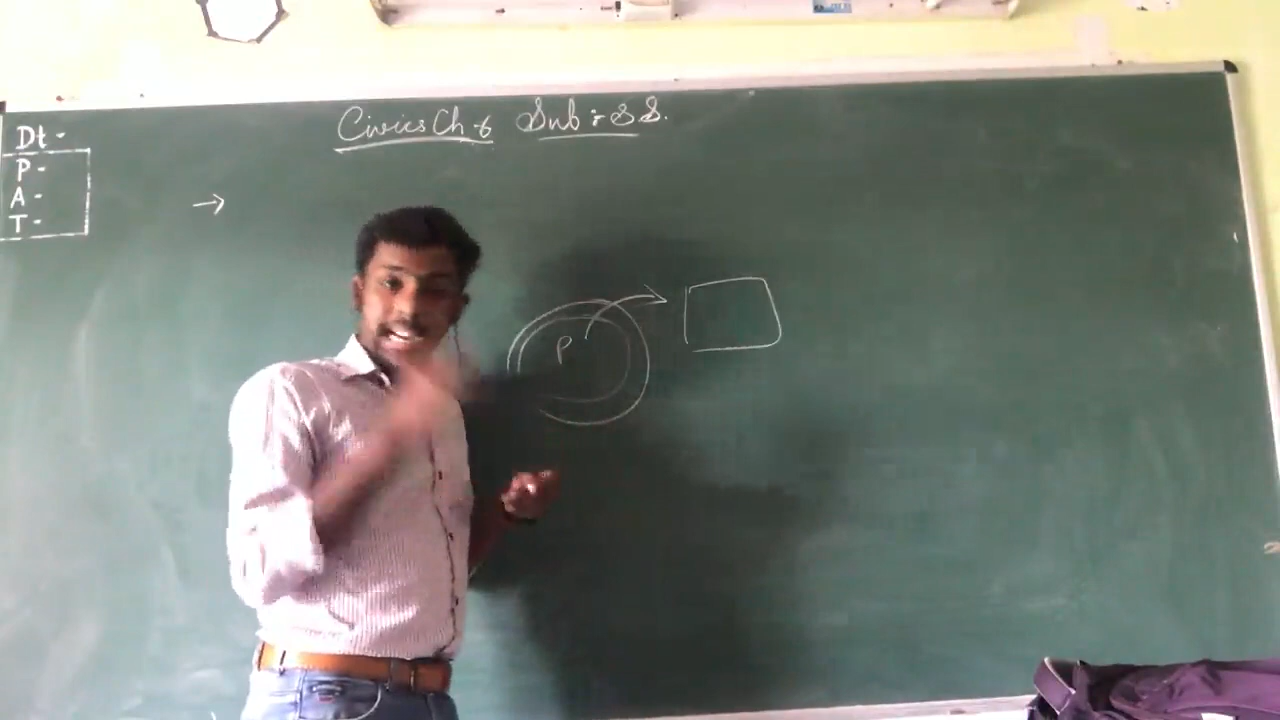 Civics Ch-6 Sub : S S.
Dt -
P -
A -
T -
P